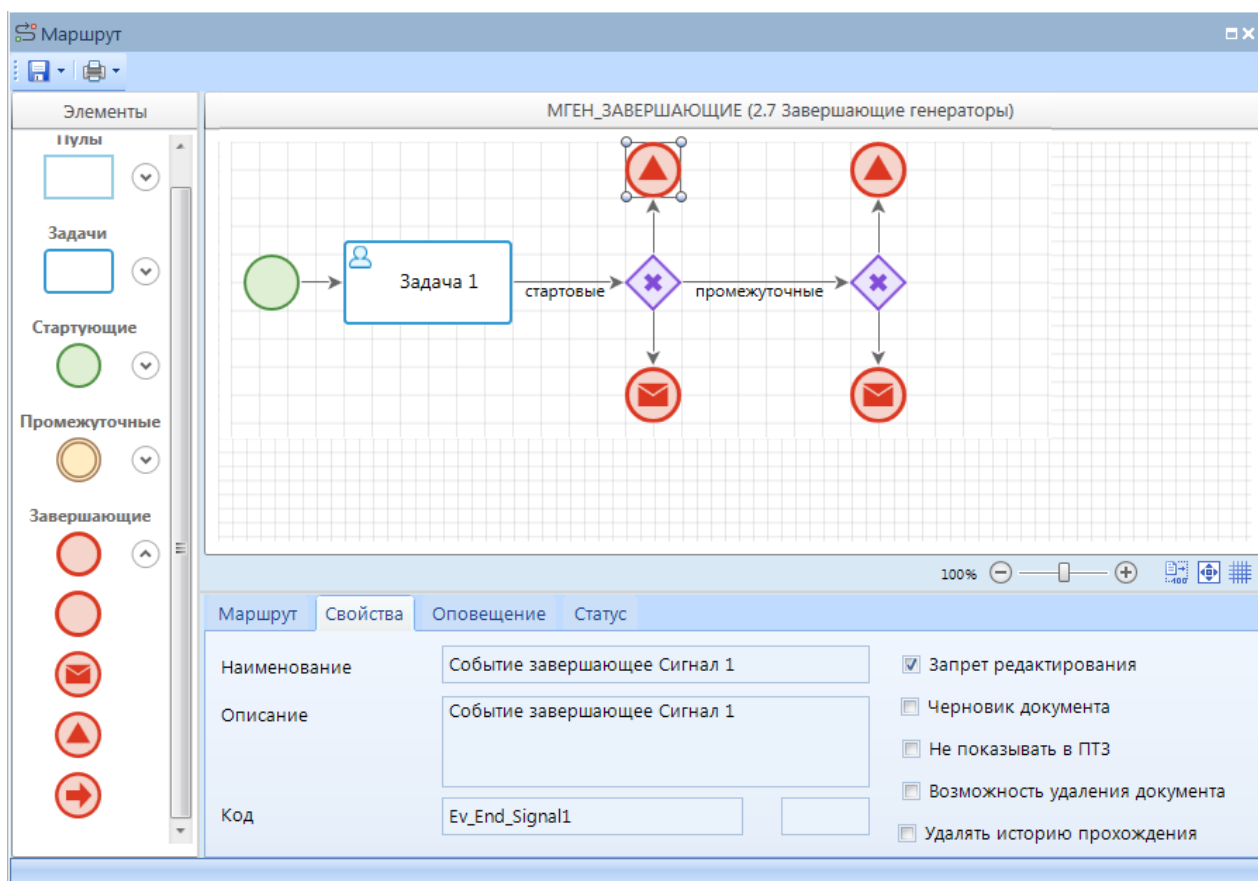 Маршрут
Элементы
МГЕН_ЗАВЕРШАЮЩИЕ (2.7 Завершающие генераторы)
Пулы
Задачи
Стартующие
Промежуточные
Завершающие
Задача 1
стартовые
промежуточные
100%
Маршрут
Свойства
Оповещение
Статус
Наименование
Событие завершающее Сигнал 1
Описание
Событие завершающее Сигнал 1
Код
Ev_End_Signal1
Запрет редактирования
Черновик документа
Не показывать в ПТЗ
Возможность удаления документа
Удалять историю прохождения